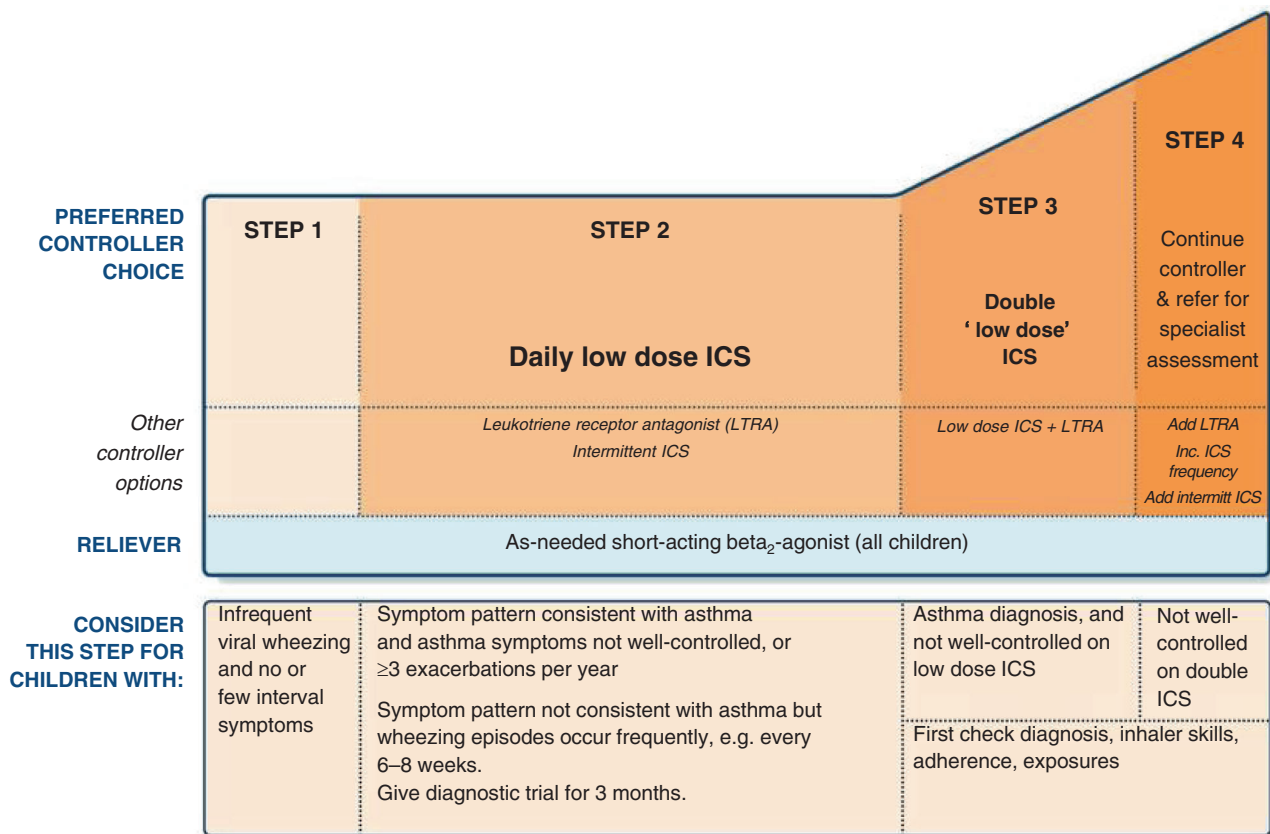 PREFERRED
CONTROLLER
CHOICE
STEP 1
STEP 2
Daily low dose ICS
STEP 3
Double
‘ low dose’
ICS
STEP 4
Continue
controller
& refer for
specialist
assessment
Other
controller
options
Leukotriene receptor antagonist (LTRA)
Intermittent ICS
Low dose ICS + LTRA
Add LTRA
Inc. ICS
frequency
Add intermitt ICS
RELIEVER
As-needed short-acting beta₂-agonist (all children)
CONSIDER
THIS STEP FOR
CHILDREN WITH:
Infrequent
viral wheezing
and no or
few interval
symptoms
Symptom pattern consistent with asthma
and asthma symptoms not well-controlled, or
≥3 exacerbations per year
Symptom pattern not consistent with asthma but
wheezing episodes occur frequently, e.g. every
6–8 weeks.
Give diagnostic trial for 3 months.
Asthma diagnosis, and
not well-controlled on
low dose ICS
Not well-
controlled
on double
ICS
First check diagnosis, inhaler skills,
adherence, exposures